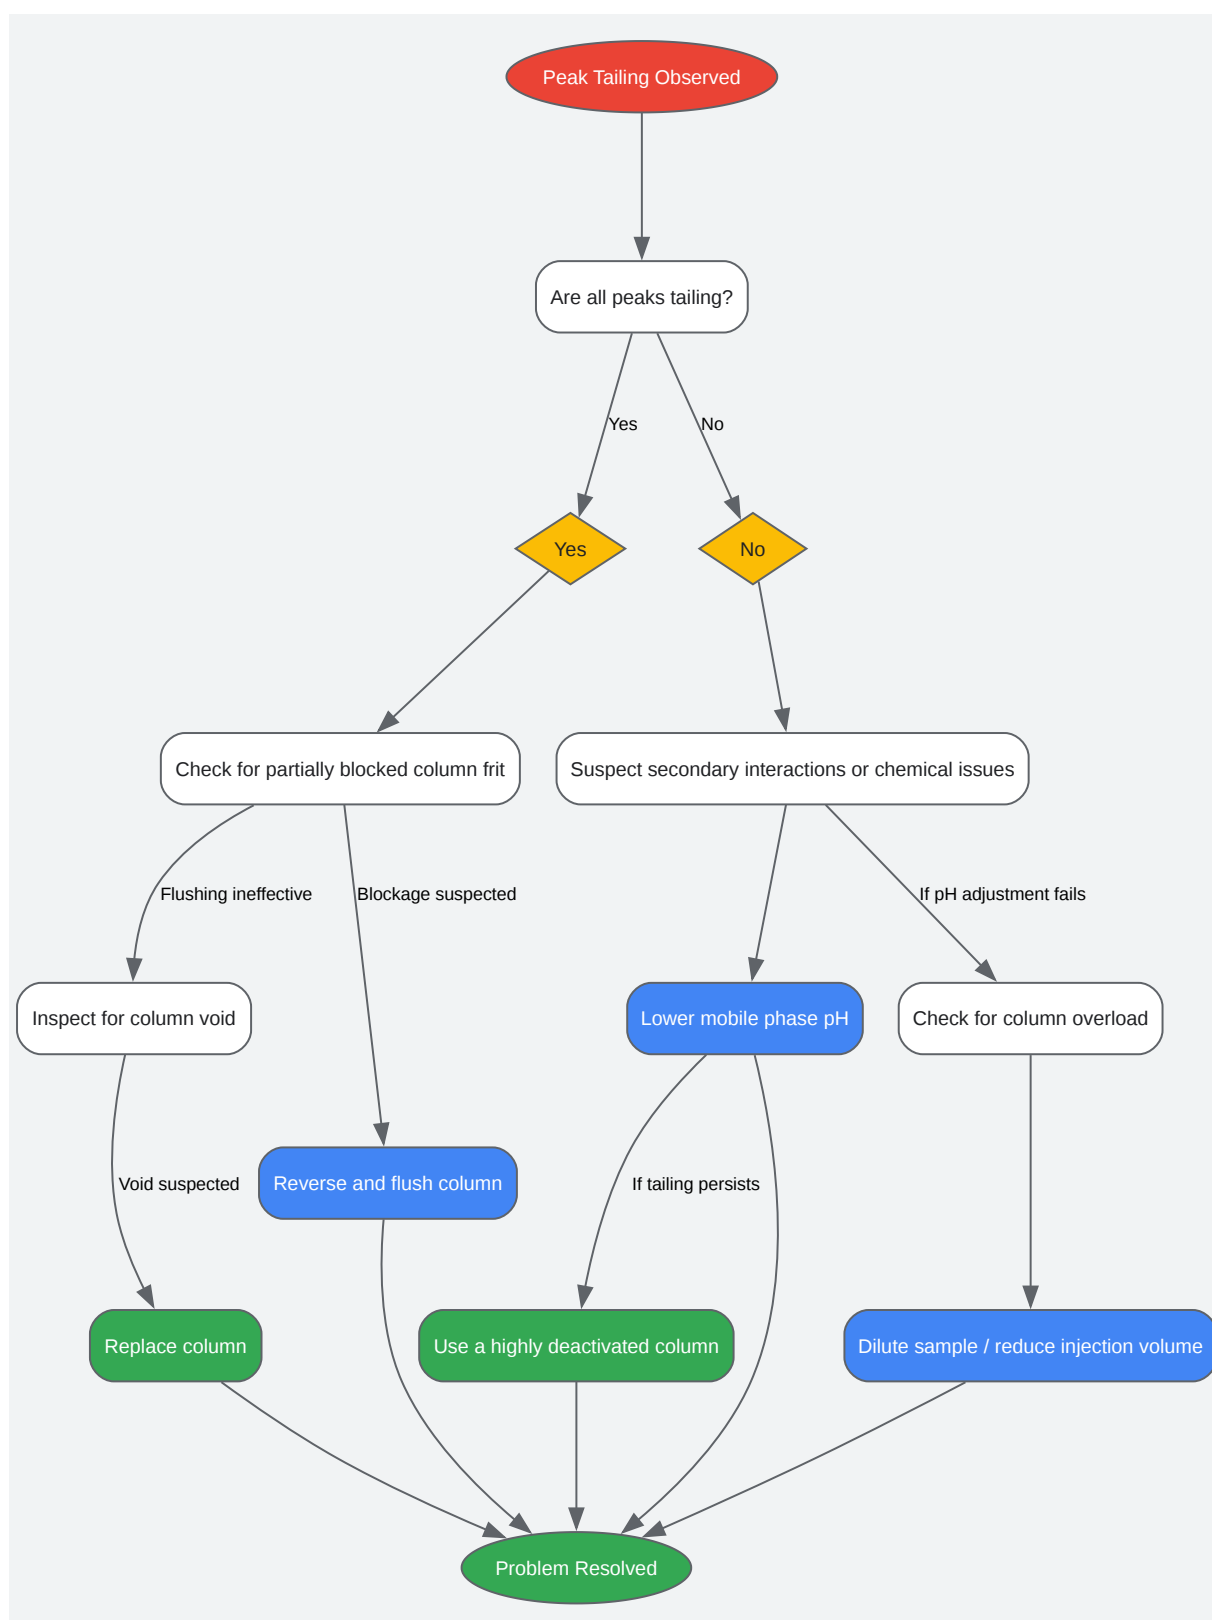 Peak Tailing Observed
Are all peaks tailing?
Yes
No
Yes
No
Check for partially blocked column frit
Suspect secondary interactions or chemical issues
Flushing ineffective
Blockage suspected
If pH adjustment fails
Inspect for column void
Lower mobile phase pH
Check for column overload
Void suspected
Reverse and flush column
If tailing persists
Replace column
Use a highly deactivated column
Dilute sample / reduce injection volume
Problem Resolved